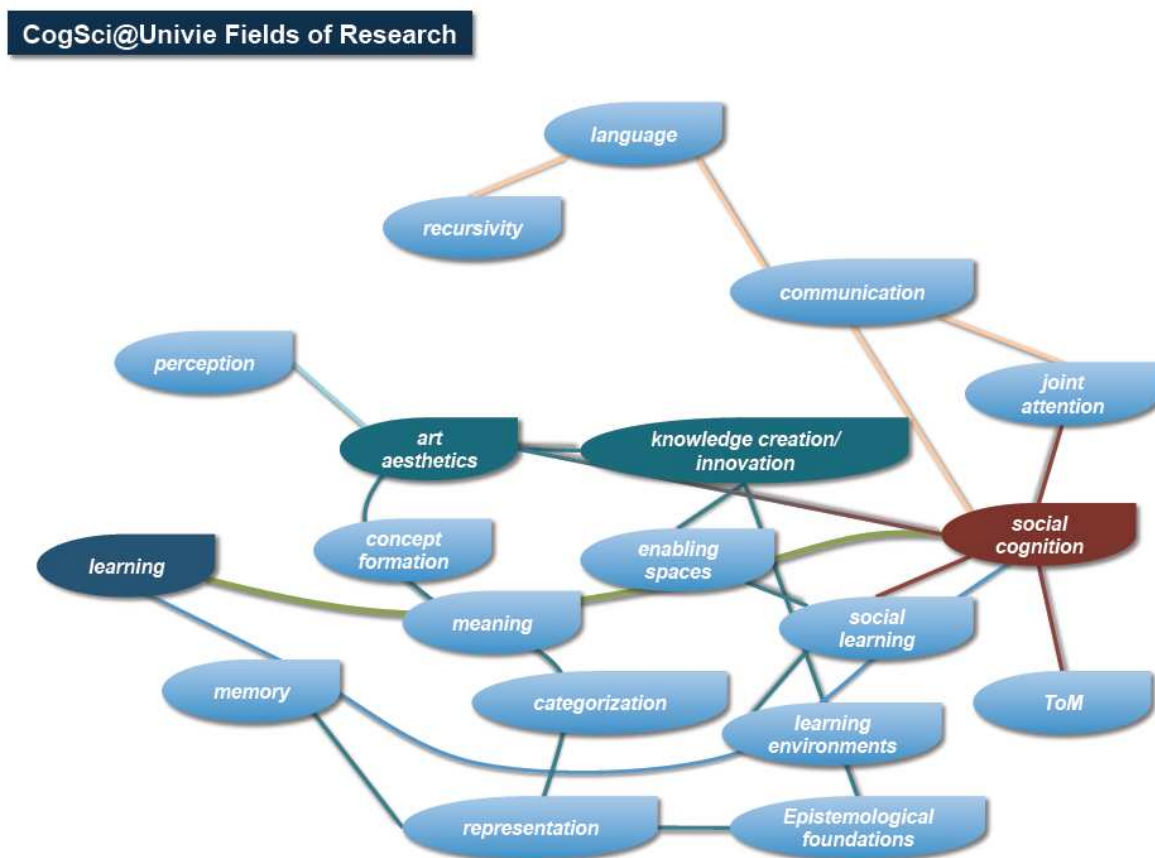 CogSci@Univie Fields of Research
language
recursivity
communication
perception
joint
attention
art
aesthetics
knowledge creation/
innovation
concept
formation
enabling
spaces
social
cognition
learning
meaning
social
learning
memory
categorization
ToM
learning
environments
representation
Epistemological
foundations